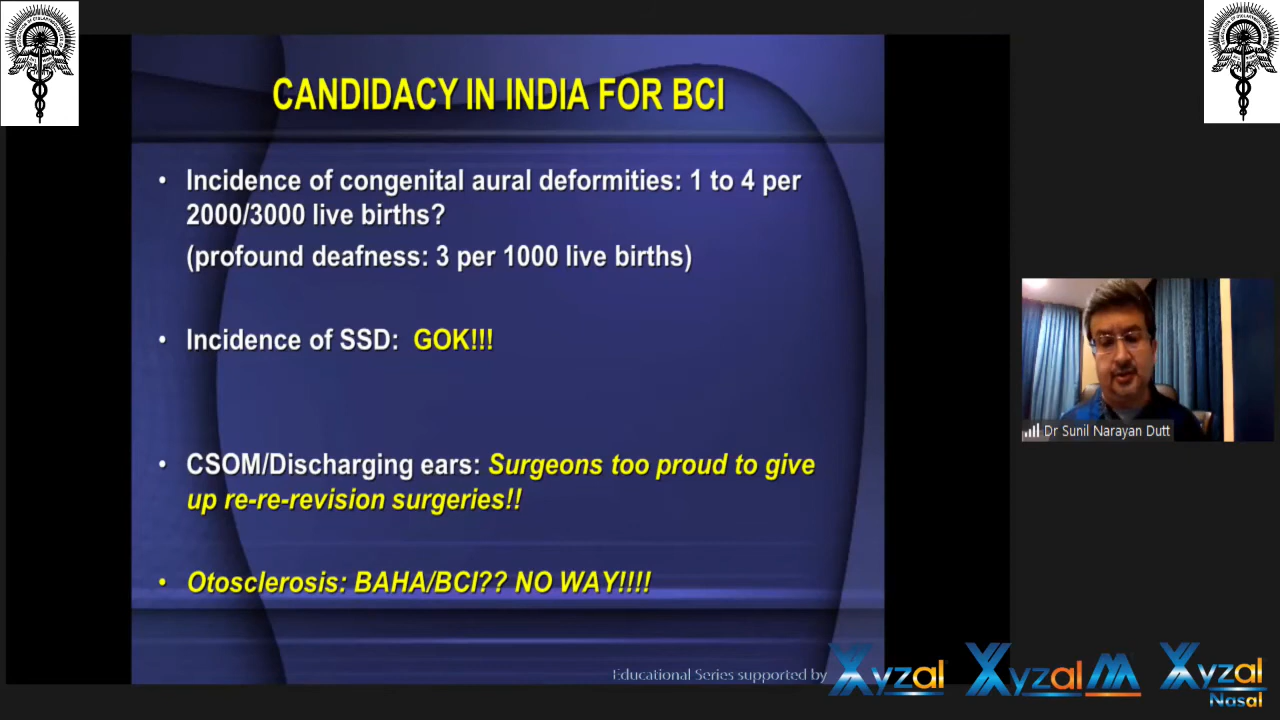 CANDIDACY IN INDIA FOR BCI
• Incidence of congenital aural deformities: 1 to 4 per
2000/3000 live births?
(profound deafness: 3 per 1000 live births)
• Incidence of SSD: GOK!!!
• CSOM/Discharging ears: Surgeons too proud to give
up re-re-revision surgeries!!
• Otosclerosis: BAHA/BCI?? NO WAY!!!!
Dr Sunil Narayan Dutt
Educational Series supported by
Xyzal
Xyzal M
Xyzal
Nasal